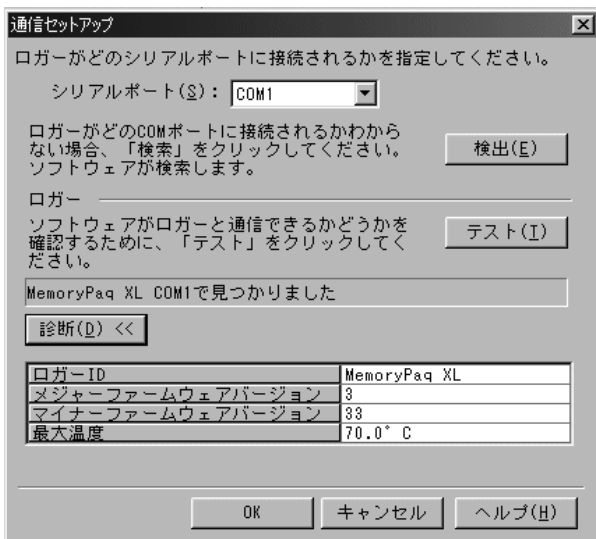 通信セットアップ
ロガーがどのシリアルポートに接続されるかを指定してください。
シリアルポート(S): COM1
ロガーがどのCOMポートに接続されるかわから
ない場合、「検索」をクリックしてください。
ソフトウェアが検索します。
検出(E)
ロガー
ソフトウェアがロガーと通信できるかどうかを
確認するために、「テスト」をクリックしてく
ださい。
テスト(T)
MemoryPaq XL COM1で見つかりました
診断(D) <<
ロガーID MemoryPaq XL
メジャーファームウェアバージョン 3
マイナーファームウェアバージョン 33
最大温度 70.0° C
OK キャンセル ヘルプ(H)